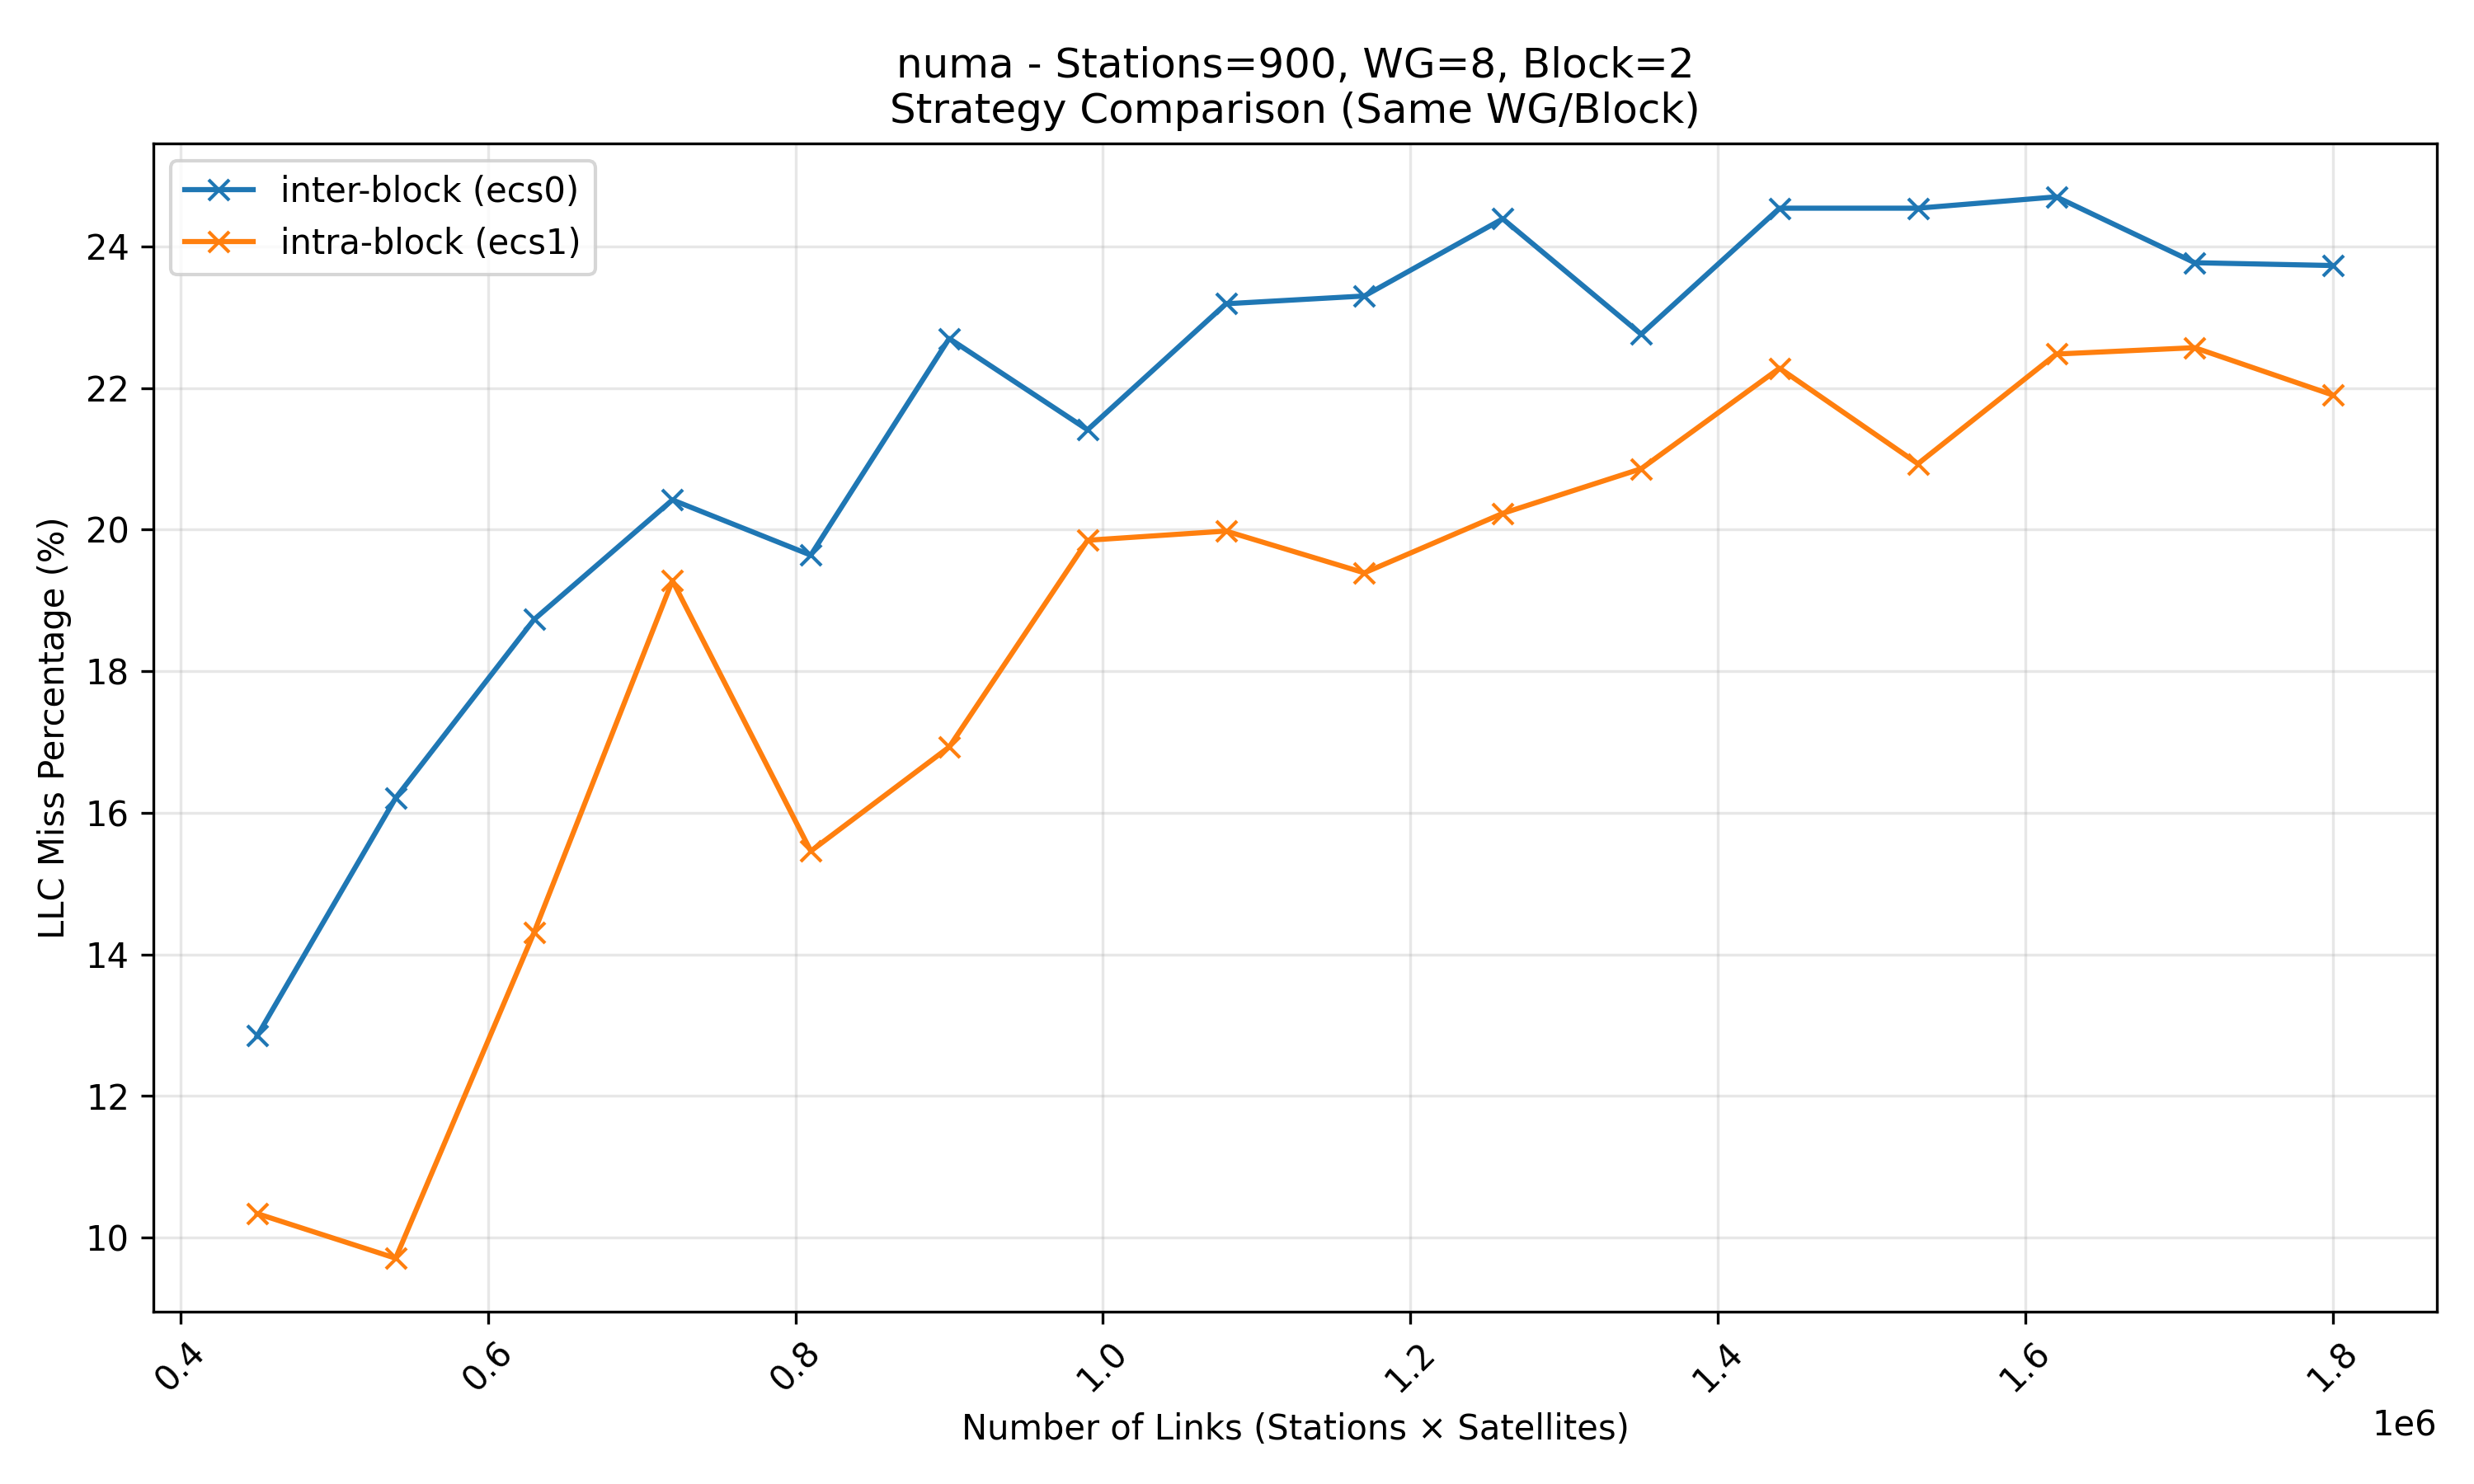 numa - Stations=900, WG=8, Block=2
Strategy Comparison (Same WG/Block)
inter-block (ecs0)
intra-block (ecs1)
LLC Miss Percentage (%)
24
22
20
18
16
14
12
10
0.4
0.6
0.8
1.0
1.2
1.4
1.6
1.8
1e6
Number of Links (Stations × Satellites)